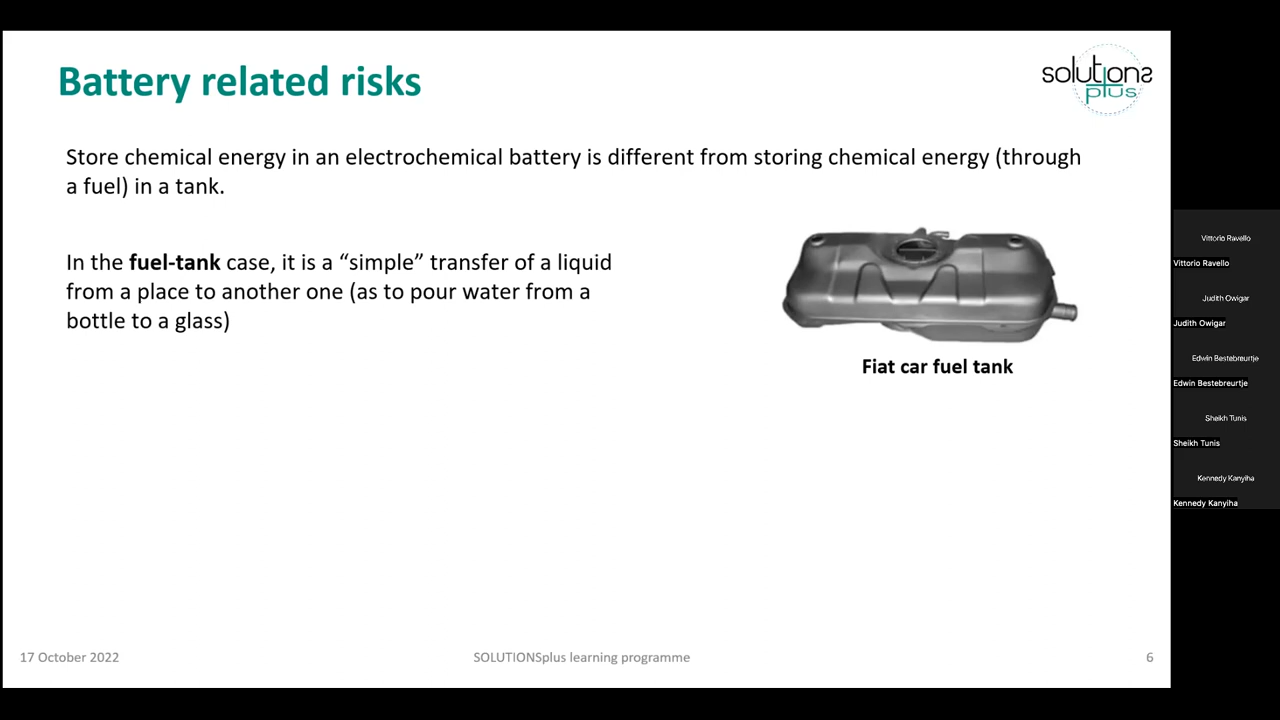 Battery related risks
solutions
plus
Store chemical energy in an electrochemical battery is different from storing chemical energy (through
a fuel) in a tank.
In the fuel-tank case, it is a “simple” transfer of a liquid
from a place to another one (as to pour water from a
bottle to a glass)
Fiat car fuel tank
17 October 2022
SOLUTIONSplus learning programme
6
Vittorio Ravello
Vittorio Ravello
Judith Owigar
Judith Owigar
Edwin Bestebreurtje
Edwin Bestebreurtje
Sheikh Tunis
Sheikh Tunis
Kennedy Kanyiha
Kennedy Kanyiha